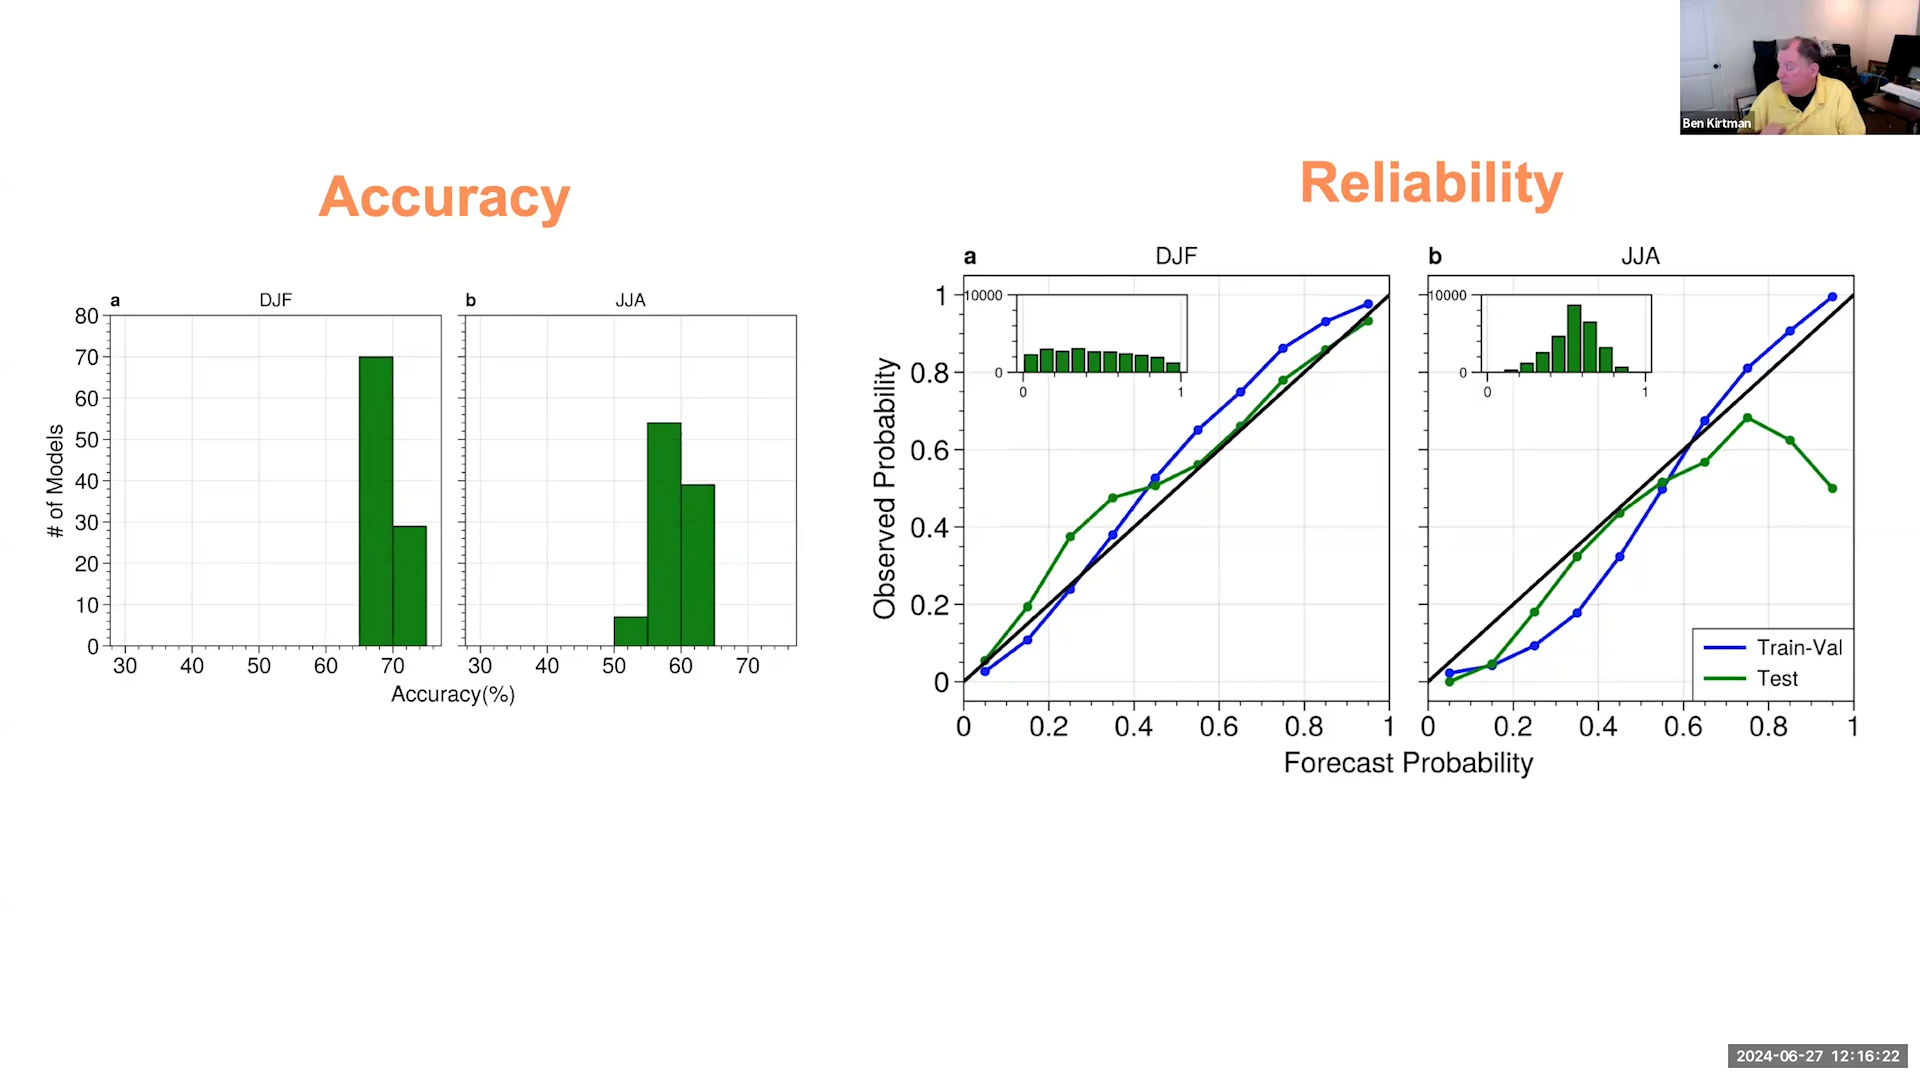 Ben Kirtman
Accuracy
Reliability
a DJF
b JJA
80
70
60
50
40
30
20
10
0
# of Models
30 40 50 60 70
30 40 50 60 70
Accuracy(%)
a DJF
b JJA
1
0.8
0.6
0.4
0.2
0
Observed Probability
10000
0
0 1
10000
0
0 1
Train-Val
Test
0 0.2 0.4 0.6 0.8 1
0 0.2 0.4 0.6 0.8 1
Forecast Probability
2024-06-27 12:16:22